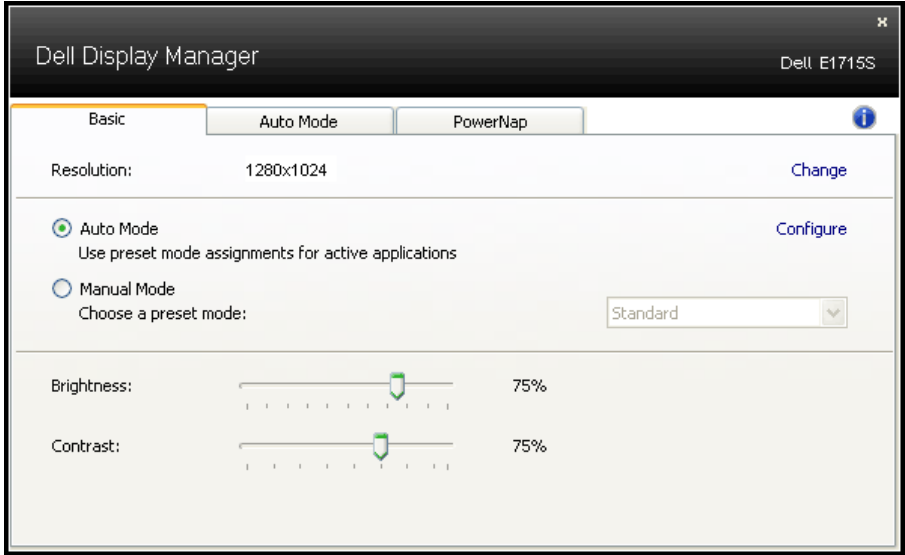 x
Dell Display Manager
Dell E1715S
Basic
Auto Mode
PowerNap
i
Resolution: 1280x1024 Change
Auto Mode Configure
Use preset mode assignments for active applications
Manual Mode
Choose a preset mode: Standard
Brightness: 75%
Contrast: 75%